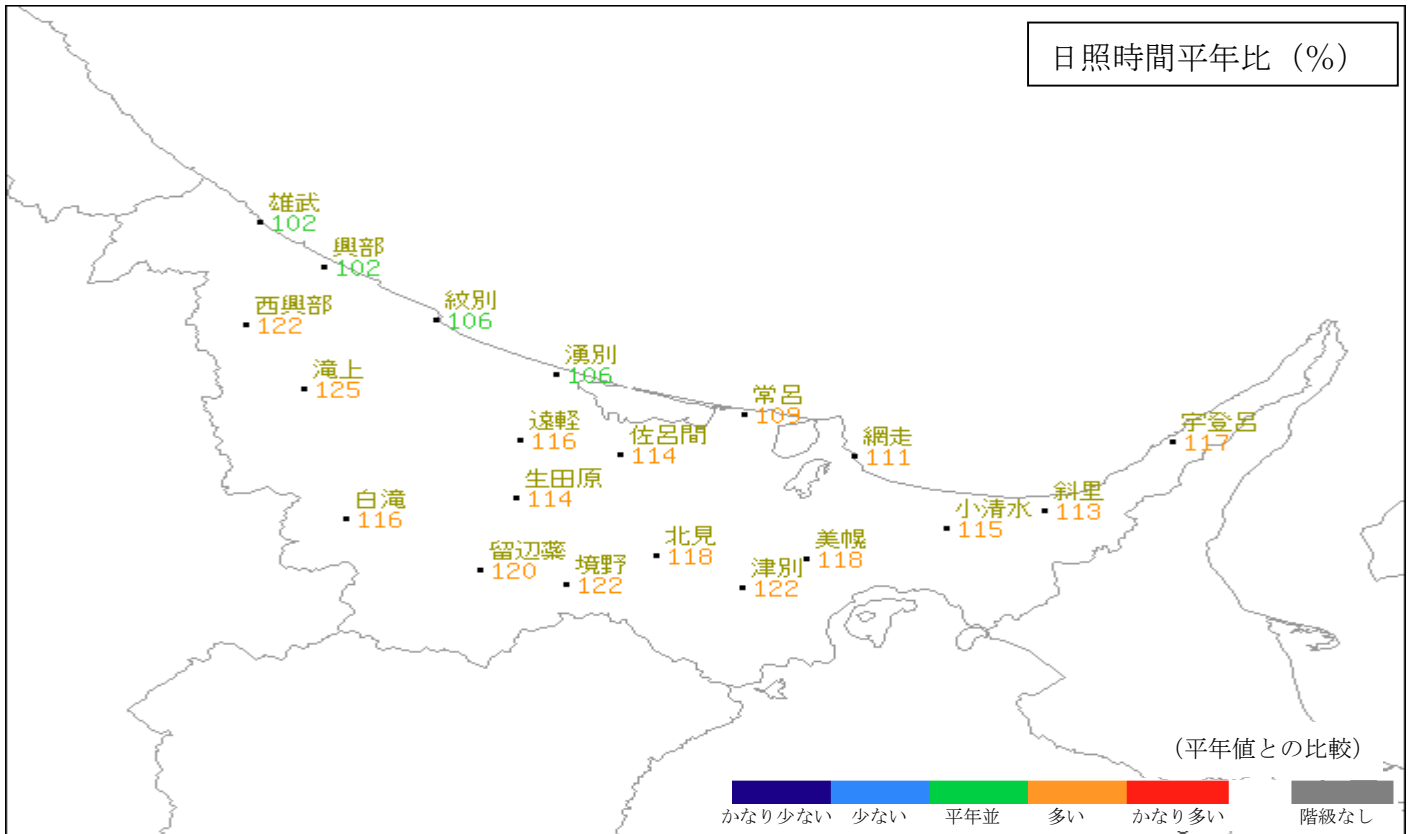 日照時間平年比（%）
雄武
102
興部
102
紋別
106
西興部
122
湧別
106
滝上
125
常呂
109
遠軽
116
佐呂間
114
網走
111
宇登呂
117
生田原
114
白滝
116
小清水
115
斜里
113
留辺蘂
120
境野
122
北見
118
津別
122
美幌
118
（平年値との比較）
かなり少ない 少ない 平年並 多い かなり多い 階級なし